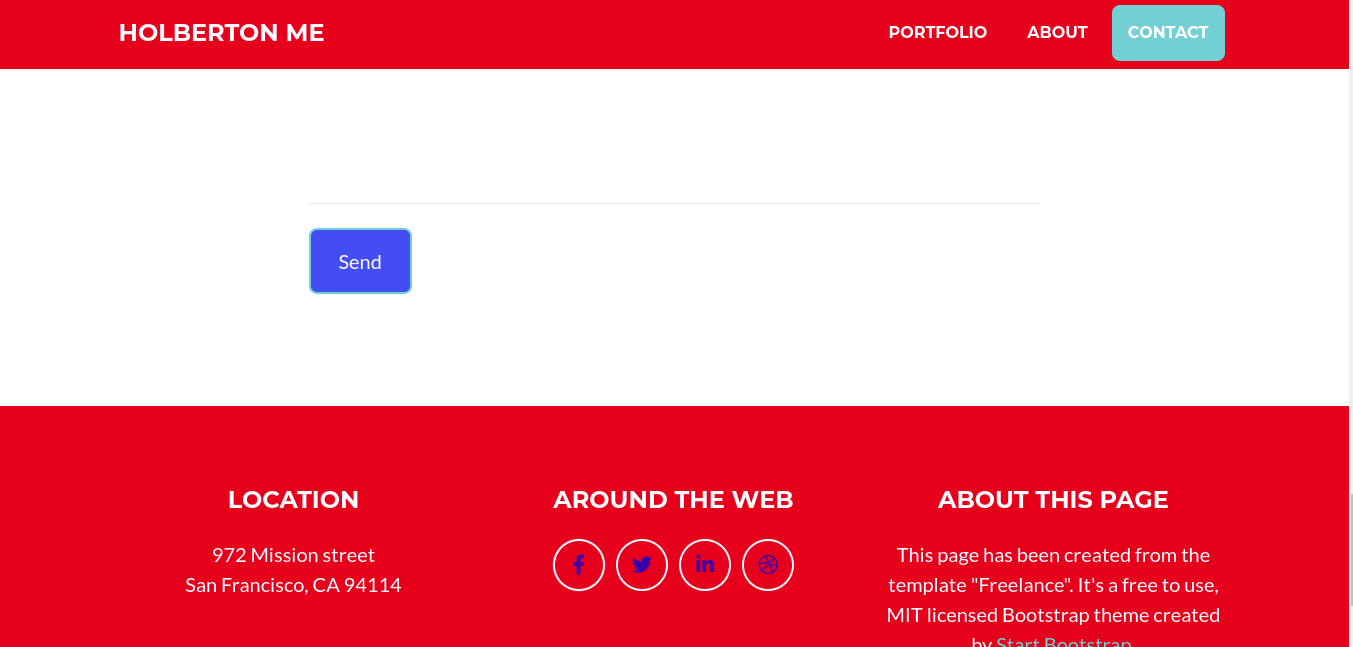 HOLBERTON ME
PORTFOLIO
ABOUT
CONTACT
Send
LOCATION
972 Mission street
San Francisco, CA 94114
AROUND THE WEB
ABOUT THIS PAGE
This page has been created from the
template "Freelance". It's a free to use,
MIT licensed Bootstrap theme created
by Start Bootstrap